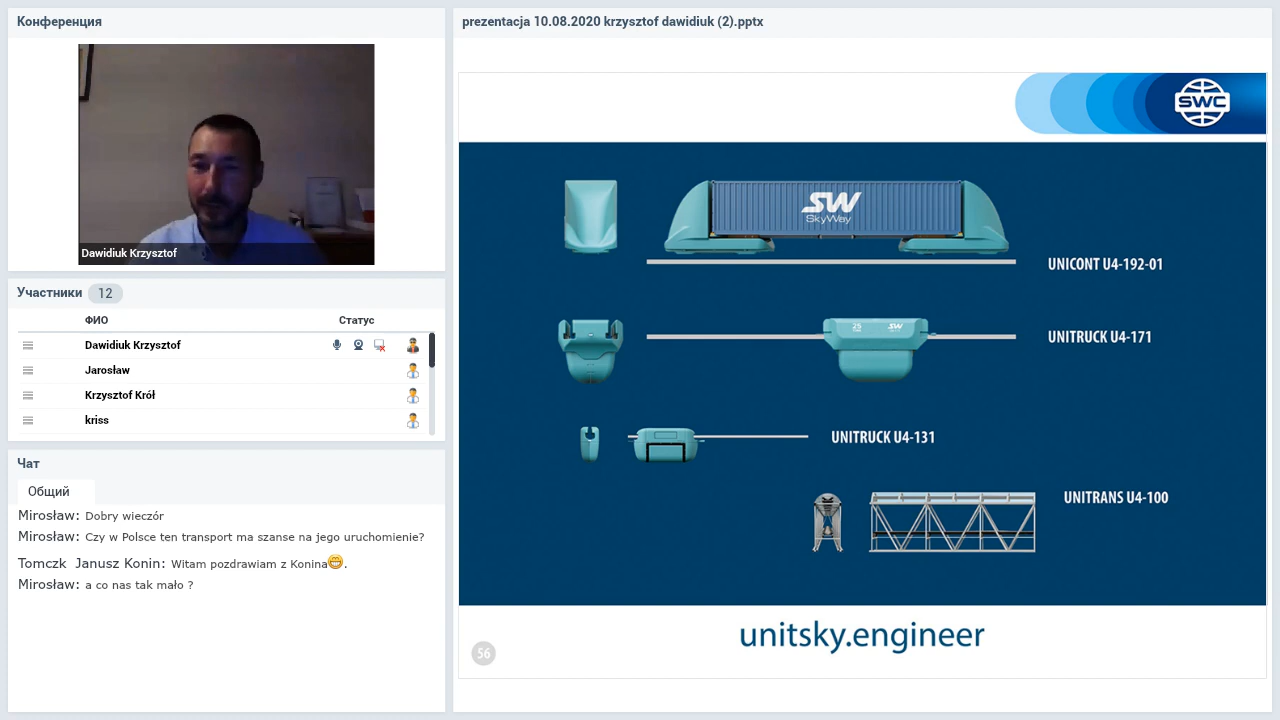 Конференция
Dawidiuk Krzysztof
Участники 12
ФИО Статус
Dawidiuk Krzysztof
Jarosław
Krzysztof Król
kriss
Чат
Общий
Mirosław: Dobry wieczór
Mirosław: Czy w Polsce ten transport ma szanse na jego uruchomienie?
Tomczk Janusz Konin: Witam pozdrawiam z Konina😁.
Mirosław: a co nas tak mało ?
prezentacja 10.08.2020 krzysztof dawidiuk (2).pptx
SWC
SW
SkyWay
UNICONT U4-192-01
25
SW
UNITRUCK U4-171
UNITRUCK U4-131
UNITRANS U4-100
unitsky.engineer
56